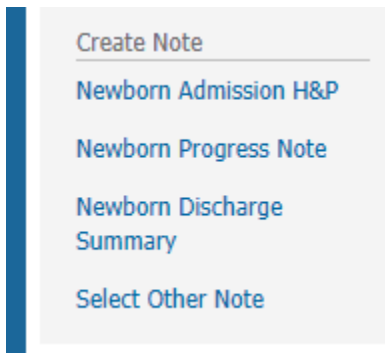 Create Note
Newborn Admission H&P
Newborn Progress Note
Newborn Discharge
Summary
Select Other Note